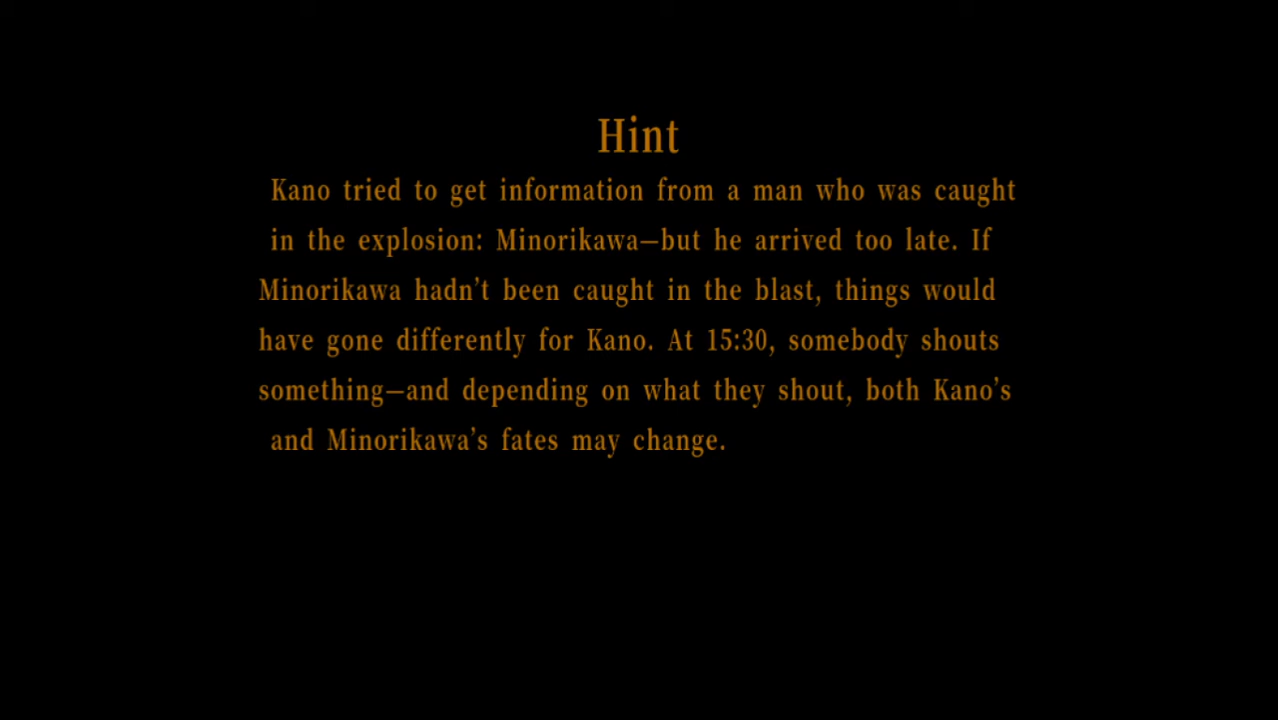 Hint
Kano tried to get information from a man who was caught
in the explosion: Minorikawa—but he arrived too late. If
Minorikawa hadn’t been caught in the blast, things would
have gone differently for Kano. At 15:30, somebody shouts
something—and depending on what they shout, both Kano’s
and Minorikawa’s fates may change.